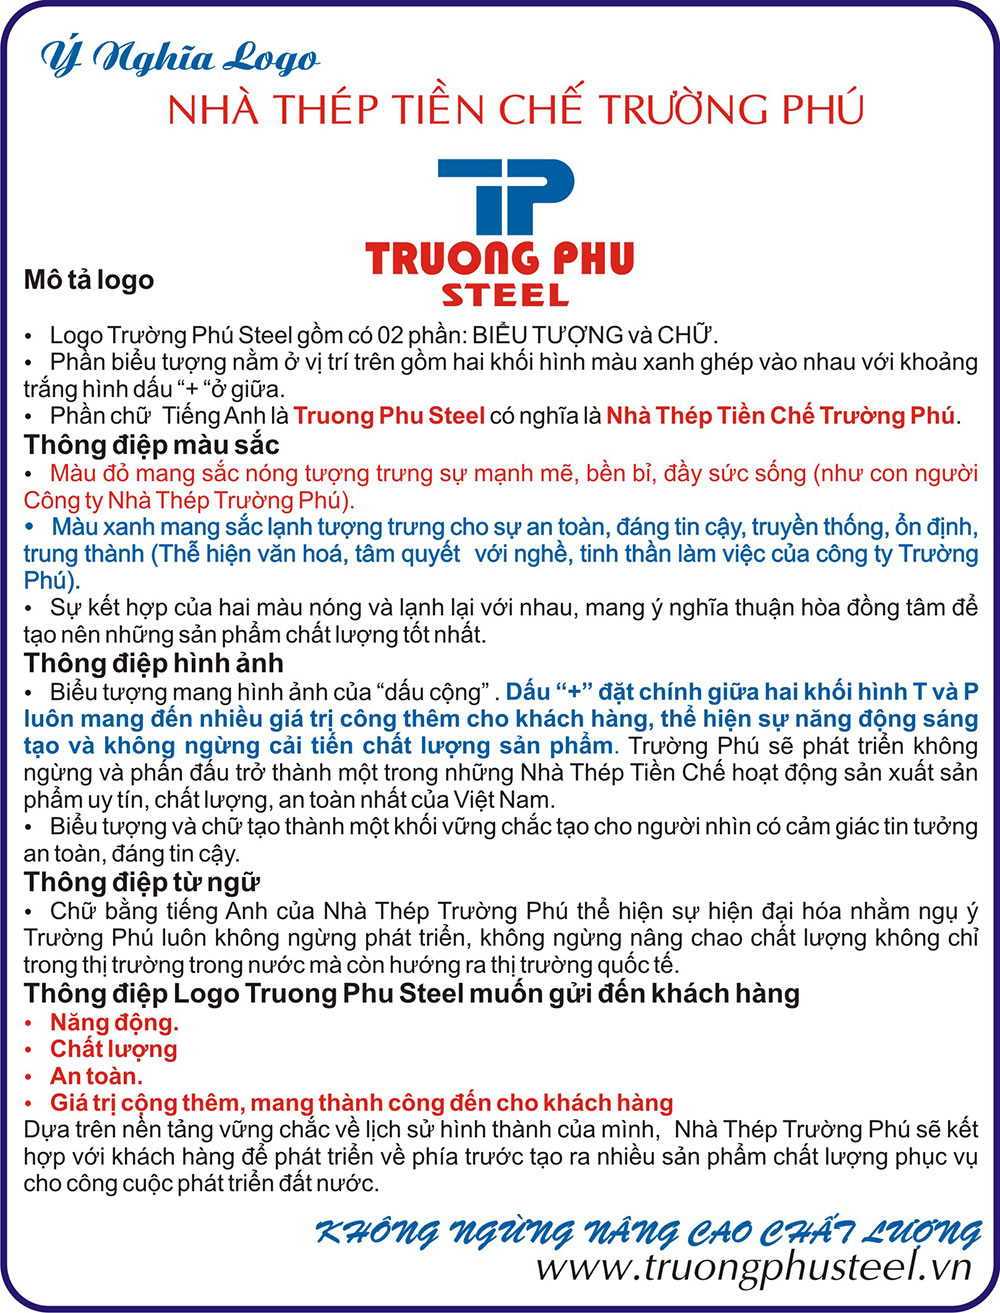 Ý Nghĩa Logo
NHÀ THÉP TIỀN CHẾ TRƯỜNG PHÚ
TP
TRUONG PHU
STEEL
Mô tả logo
• Logo Trường Phú Steel gồm có 02 phần: BIỂU TƯỢNG và CHỮ.
• Phần biểu tượng nằm ở vị trí trên gồm hai khối hình màu xanh ghép vào nhau với khoảng
trắng hình dấu “+ “ở giữa.
• Phần chữ Tiếng Anh là Truong Phu Steel có nghĩa là Nhà Thép Tiền Chế Trường Phú.
Thông điệp màu sắc
• Màu đỏ mang sắc nóng tượng trưng sự mạnh mẽ, bền bỉ, đầy sức sống (như con người
Công ty Nhà Thép Trường Phú).
• Màu xanh mang sắc lạnh tượng trưng cho sự an toàn, đáng tin cậy, truyền thống, ổn định,
trung thành (Thễ hiện văn hoá, tâm quyết với nghề, tinh thần làm việc của công ty Trường
Phú).
• Sự kết hợp của hai màu nóng và lạnh lại với nhau, mang ý nghĩa thuận hòa đồng tâm để
tạo nên những sản phẩm chất lượng tốt nhất.
Thông điệp hình ảnh
• Biểu tượng mang hình ảnh của “dấu cộng” . Dấu “+” đặt chính giữa hai khối hình T và P
luôn mang đến nhiều giá trị công thêm cho khách hàng, thể hiện sự năng động sáng
tạo và không ngừng cải tiến chất lượng sản phẩm. Trường Phú sẽ phát triển không
ngừng và phấn đấu trở thành một trong những Nhà Thép Tiền Chế hoạt động sản xuất sản
phẩm uy tín, chất lượng, an toàn nhất của Việt Nam.
• Biểu tượng và chữ tạo thành một khối vững chắc tạo cho người nhìn có cảm giác tin tưởng
an toàn, đáng tin cậy.
Thông điệp từ ngữ
• Chữ bằng tiếng Anh của Nhà Thép Trường Phú thể hiện sự hiện đại hóa nhằm ngụ ý
Trường Phú luôn không ngừng phát triển, không ngừng nâng chao chất lượng không chỉ
trong thị trường trong nước mà còn hướng ra thị trường quốc tế.
Thông điệp Logo Truong Phu Steel muốn gửi đến khách hàng
• Năng động.
• Chất lượng
• An toàn.
• Giá trị cộng thêm, mang thành công đến cho khách hàng
Dựa trên nền tảng vững chắc về lịch sử hình thành của mình, Nhà Thép Trường Phú sẽ kết
hợp với khách hàng để phát triển về phía trước tạo ra nhiều sản phẩm chất lượng phục vụ
cho công cuộc phát triển đất nước.
KHÔNG NGỪNG NÂNG CAO CHẤT LƯỢNG
www.truongphusteel.vn